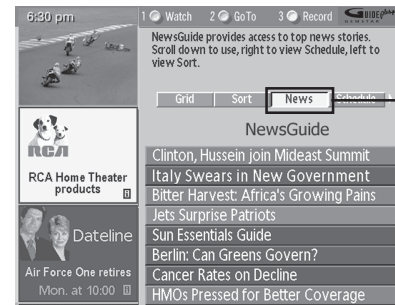 6:30 pm
1 Watch 2 GoTo 3 Record GUIDE Plus+
GEMSTAR
NewsGuide provides access to top news stories.
Scroll down to use, right to view Schedule, left to
view Sort.
Grid Sort News Schedule
NewsGuide
Clinton, Hussein join Mideast Summit
Italy Swears in New Government
Bitter Harvest: Africa's Growing Pains
Jets Surprise Patriots
Sun Essentials Guide
Berlin: Can Greens Govern?
Cancer Rates on Decline
HMOs Pressed for Better Coverage
RCA
RCA Home Theater
products
Dateline
Air Force One retires
Mon. at 10:00